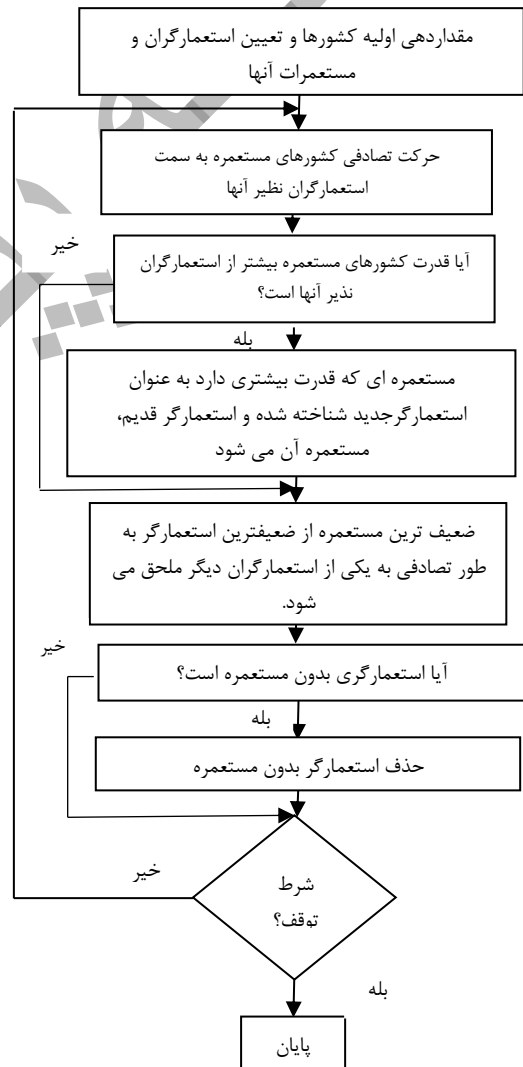 مقداردهی اولیه کشورها و تعیین استعمارگران و
مستعمرات آنها
حرکت تصادفی کشورهای مستعمره به سمت
استعمارگران نظیر آنها
خیر
آیا قدرت کشورهای مستعمره بیشتر از استعمارگران
نذیر آنها است؟
بله
مستعمره ای که قدرت بیشتری دارد به عنوان
استعمارگرجدید شناخته شده و استعمارگر قدیم،
مستعمره آن می شود
ضعیف ترین مستعمره از ضعیفترین استعمارگر به
طور تصادفی به یکی از استعمارگران دیگر ملحق می
شود.
خیر
آیا استعمارگری بدون مستعمره است؟
بله
حذف استعمارگر بدون مستعمره
خیر
شرط
توقف؟
بله
پایان